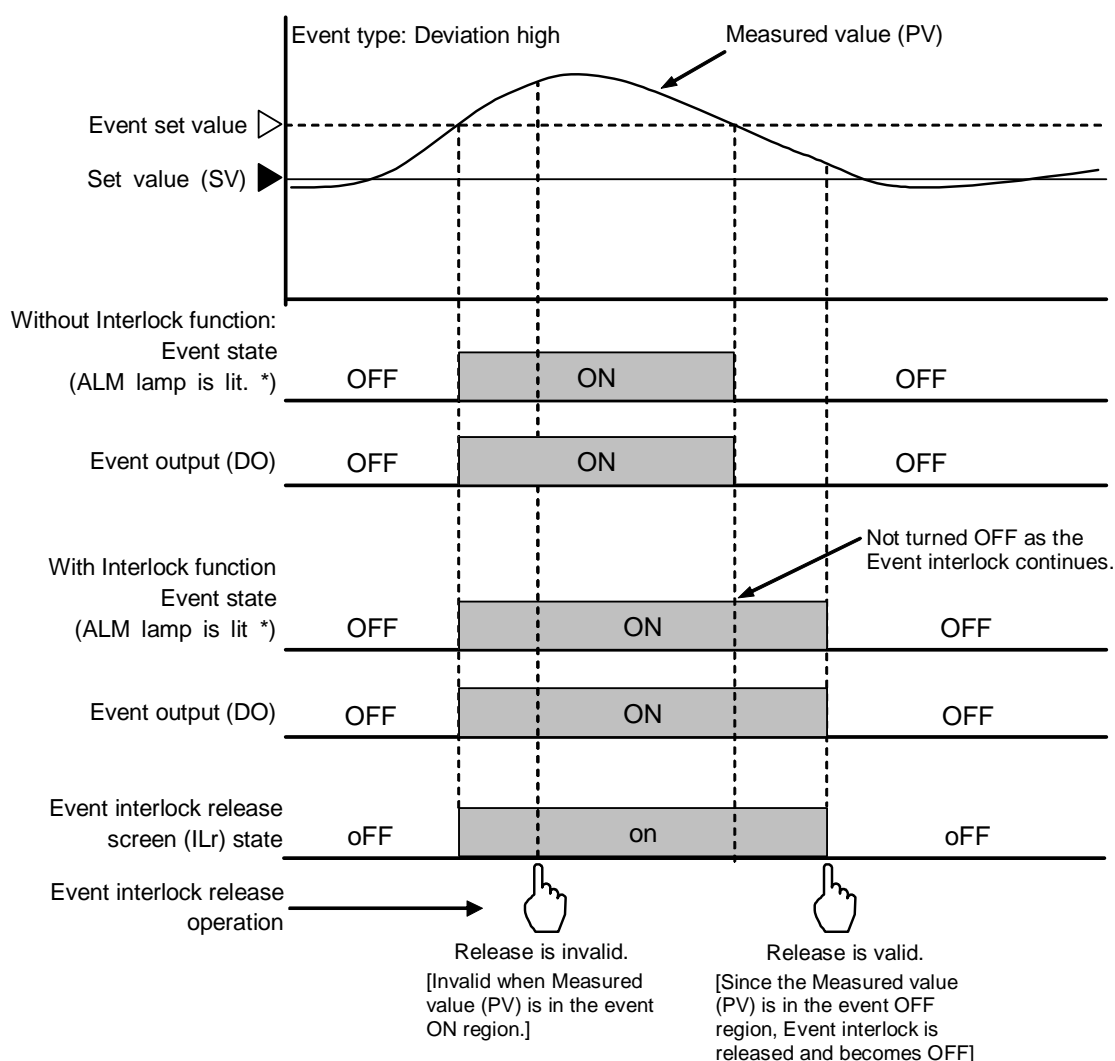 Event type: Deviation high
Measured value (PV)
Event set value
Set value (SV)
Without Interlock function:
Event state
(ALM lamp is lit. *)
OFF
ON
OFF
Event output (DO)
OFF
ON
OFF
Not turned OFF as the
Event interlock continues.
With Interlock function
Event state
(ALM lamp is lit *)
OFF
ON
OFF
Event output (DO)
OFF
ON
OFF
Event interlock release
screen (ILr) state
oFF
on
oFF
Event interlock release
operation
Release is invalid.
[Invalid when Measured
value (PV) is in the event
ON region.]
Release is valid.
[Since the Measured value
(PV) is in the event OFF
region, Event interlock is
released and becomes OFF]